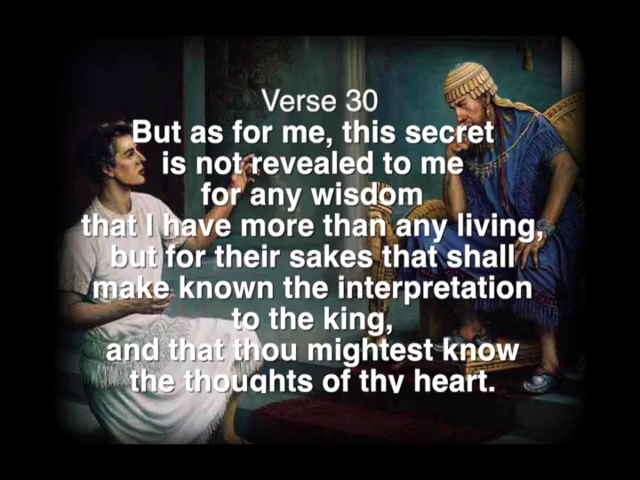 Verse 30
But as for me, this secret
is not revealed to me
for any wisdom
that I have more than any living,
but for their sakes that shall
make known the interpretation
to the king,
and that thou mightest know
the thoughts of thy heart.